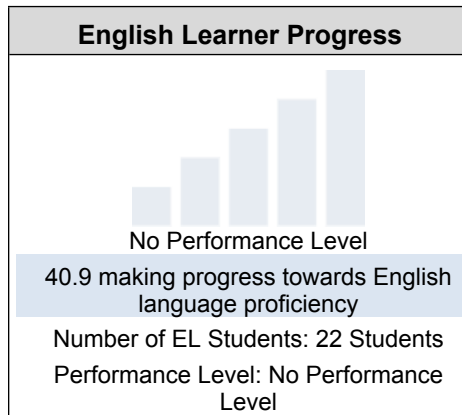 English Learner Progress
No Performance Level
40.9 making progress towards English
language proficiency
Number of EL Students: 22 Students
Performance Level: No Performance
Level